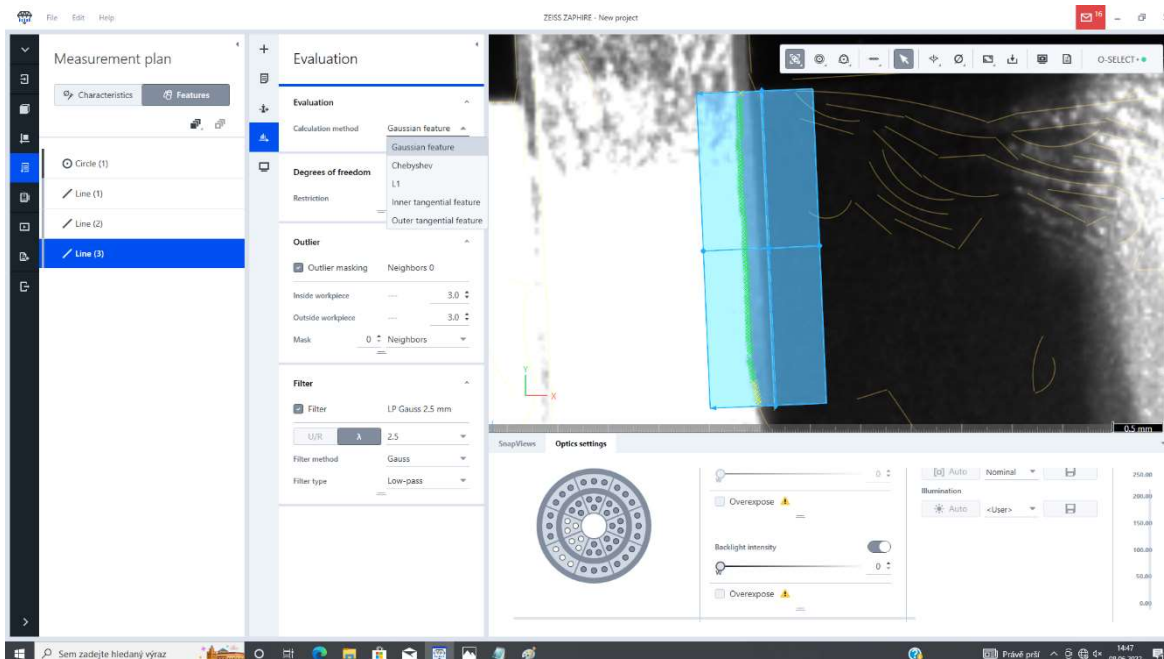 File Edit Help
ZEISS ZAPHIRE - New project
16
Measurement plan
Characteristics
Features
Circle (1)
Line (1)
Line (2)
Line (3)
Evaluation
Evaluation
Calculation method Gaussian feature
Gaussian feature
Chebyshev
L1
Inner tangential feature
Outer tangential feature
Degrees of freedom
Restriction
Outlier
Outlier masking Neighbors 0
Inside workpiece --- 3.0
Outside workpiece --- 3.0
Mask 0 Neighbors
Filter
Filter LP Gauss 2.5 mm
U/R λ 2.5
Filter method Gauss
Filter type Low-pass
O-SELECT
Y
X
0.5 mm
SnapViews Optics settings
0
Overexpose
Backlight intensity
0
Overexpose
[o] Auto Nominal
Illumination
Auto <User>
250.00
200.00
150.00
100.00
50.00
0.00
Sem zadejte hledaný výraz
Právě prší
14:47
09.06.2022